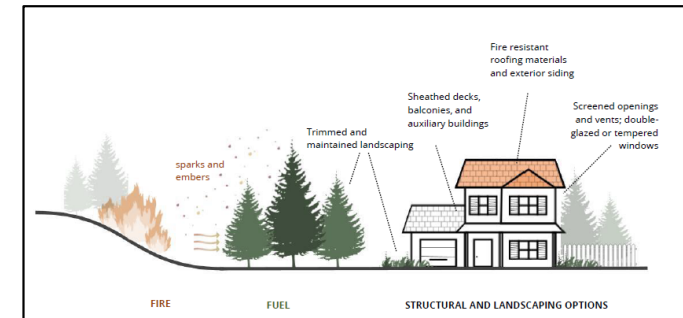 Fire resistant
roofing materials
and exterior siding
Sheathed decks,
balconies, and
auxiliary buildings
Screened openings
and vents; double-
glazed or tempered
windows
Trimmed and
maintained landscaping
sparks and
embers
FIRE
FUEL
STRUCTURAL AND LANDSCAPING OPTIONS